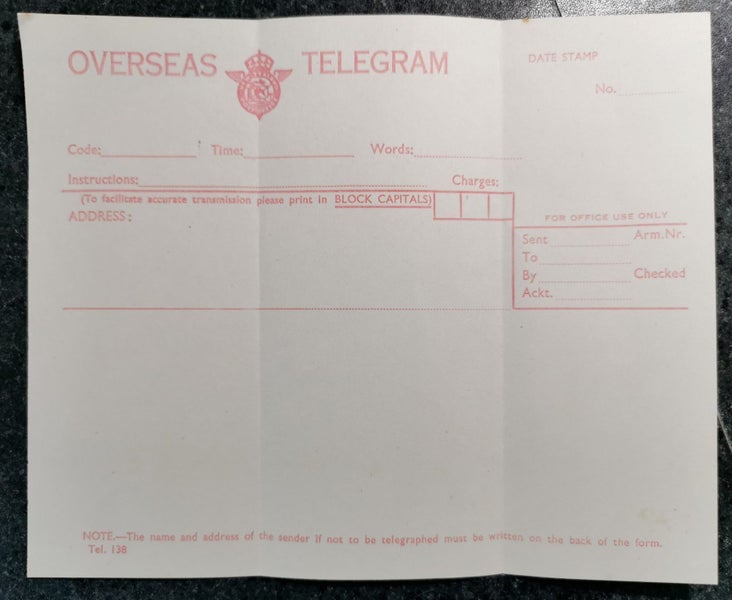 OVERSEAS TELEGRAM
DATE STAMP
No.
Code: Time: Words:
Instructions: Charges:
(To facilitate accurate transmission please print in BLOCK CAPITALS)
ADDRESS:
FOR OFFICE USE ONLY
Sent Arm.Nr.
To
By Checked
Ackt.
NOTE.—The name and address of the sender if not to be telegraphed must be written on the back of the form.
Tel. 138